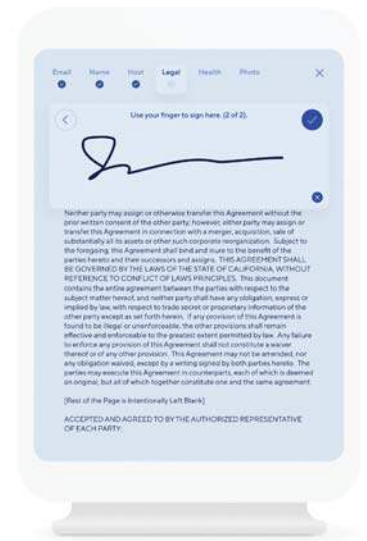 Email Name Host Legal Health Photo
Use your finger to sign here. (2 of 2).
Neither party may assign or otherwise transfer this Agreement without the
prior written consent of the other party; however, either party may assign or
transfer this Agreement in connection with a merger, acquisition, sale of
substantially all its assets or other such corporate reorganization. Subject to
the foregoing, this Agreement shall bind and inure to the benefit of the
parties hereto and their successors and assigns. THIS AGREEMENT SHALL
BE GOVERNED BY THE LAWS OF THE STATE OF CALIFORNIA, WITHOUT
REFERENCE TO CONFLICT OF LAWS PRINCIPLES. This document
contains the entire agreement between the parties with respect to the
subject matter hereof, and neither party shall have any obligation, express or
implied by law, with respect to trade secret or proprietary information of the
other party except as set forth herein. If any provision of this Agreement is
found to be illegal or unenforceable, the other provisions shall remain
effective and enforceable to the greatest extent permitted by law. Any failure
to enforce any provision of this Agreement shall not constitute a waiver
thereof or of any other provision. This Agreement may not be amended, nor
any obligation waived, except by a writing signed by both parties hereto. The
parties may execute this Agreement in counterparts, each of which is deemed
an original, but all of which together constitute one and the same agreement.
[Rest of the Page is Intentionally Left Blank]
ACCEPTED AND AGREED TO BY THE AUTHORIZED REPRESENTATIVE
OF EACH PARTY: